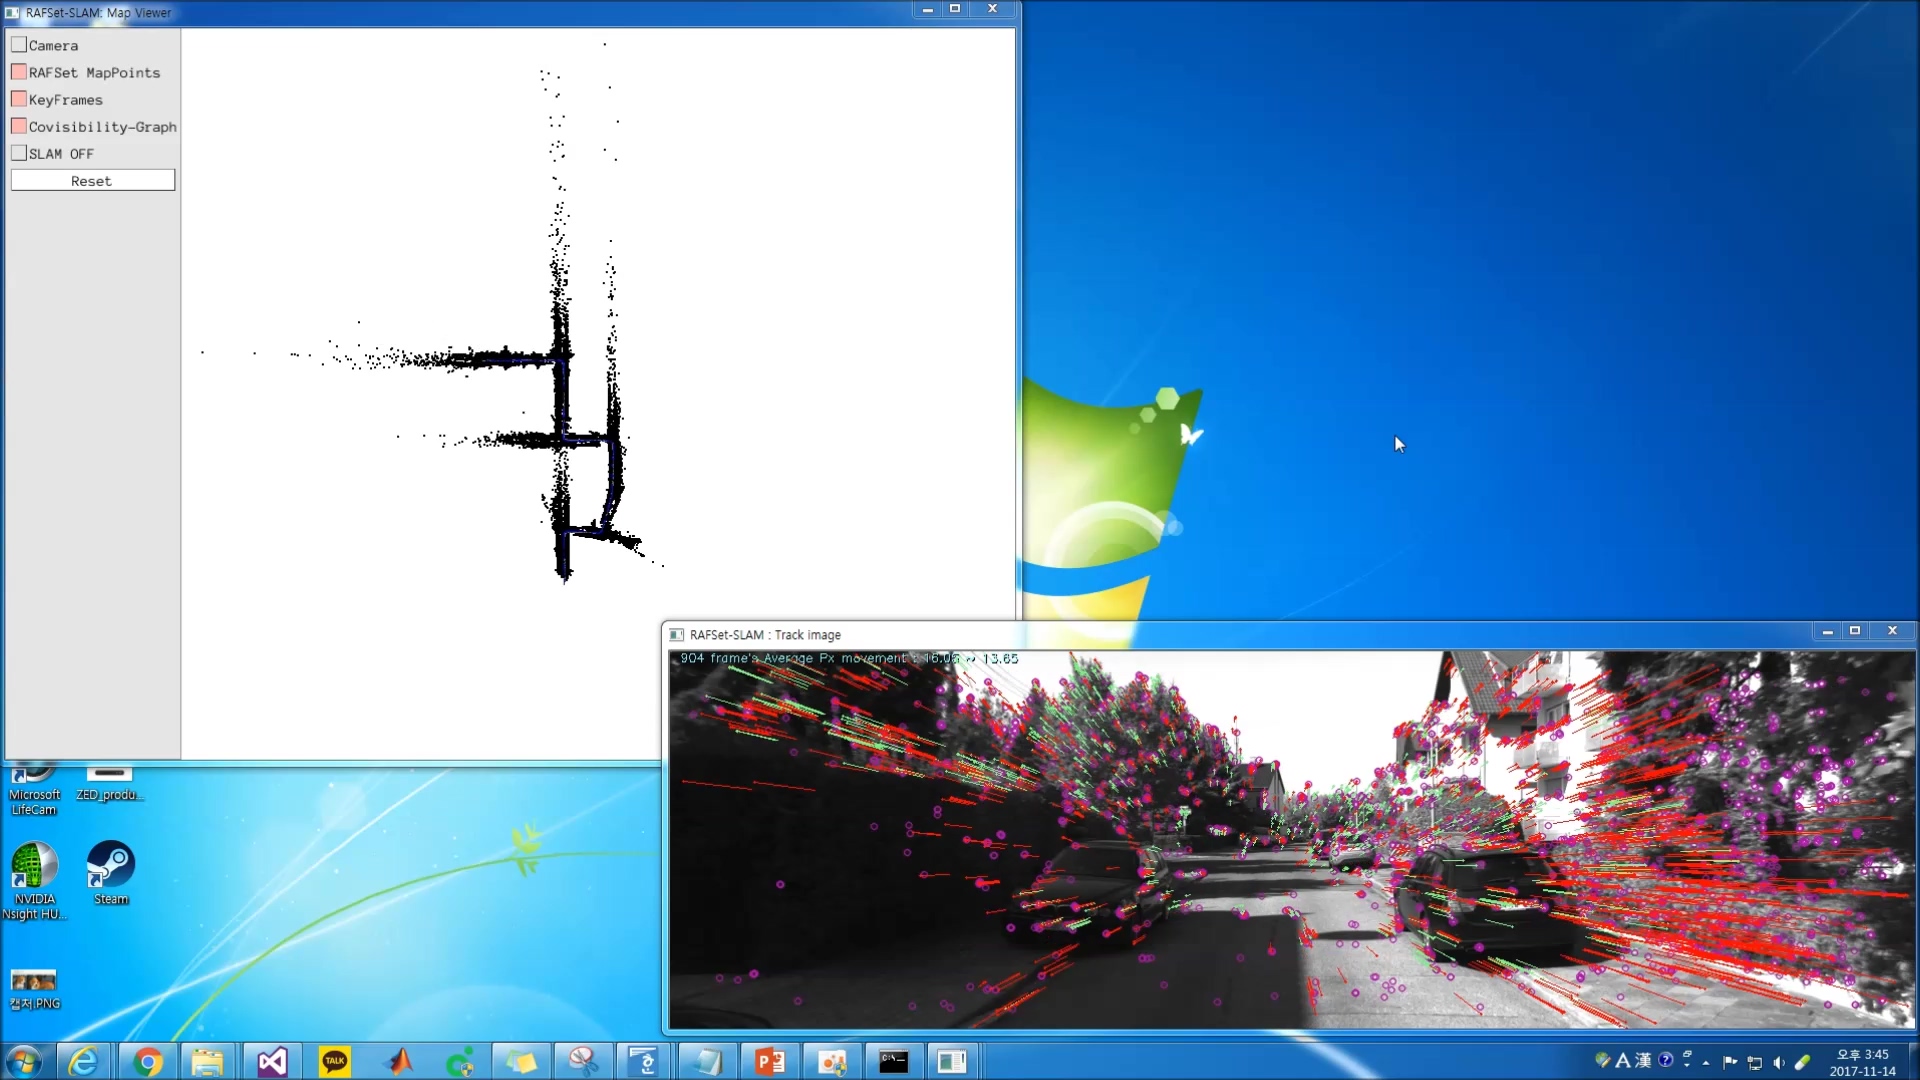 RAFSet-SLAM: Map Viewer
Camera
RAFSet MapPoints
KeyFrames
Covisibility-Graph
SLAM OFF
Reset
RAFSet-SLAM : Track image
904 frame's Average Px movement : 16.06 ~ 13.65
Microsoft
LifeCam
ZED_produ...
NVIDIA
Nsight HU...
Steam
캡처.PNG
TALK
C:\_
A 漢
오후 3:45
2017-11-14